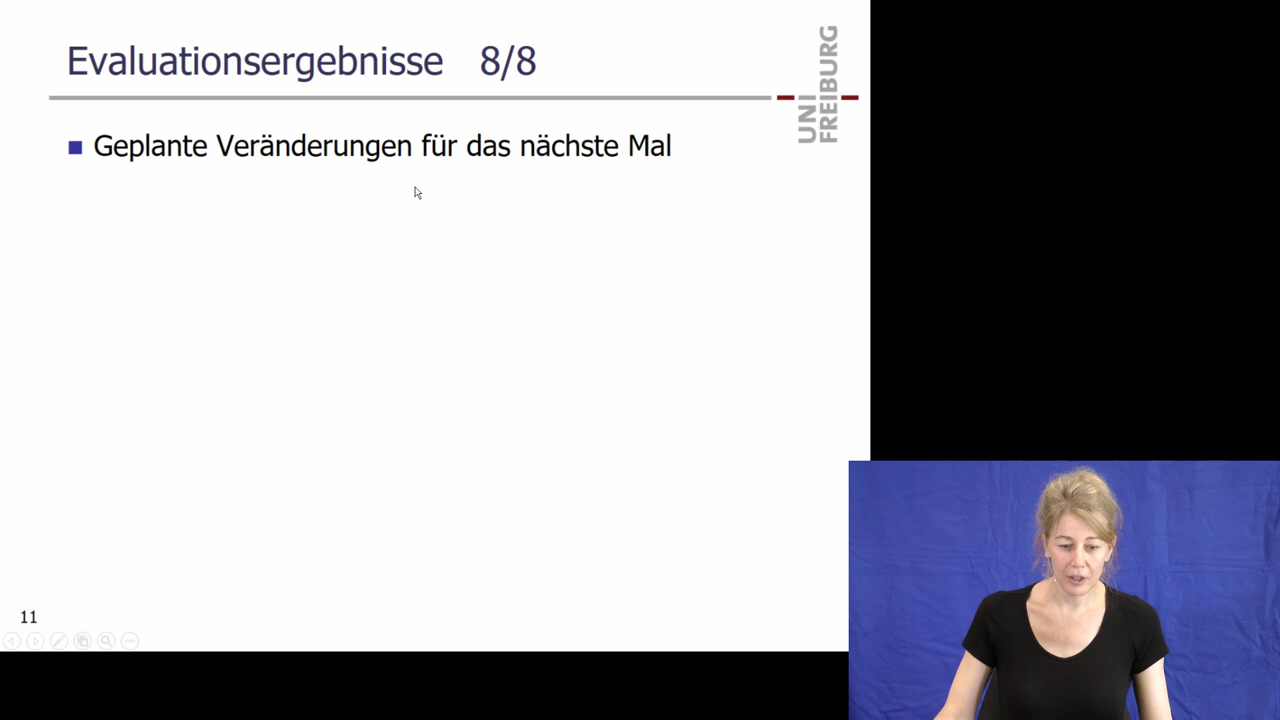 Evaluationsergebnisse 8/8
UNI
FREIBURG
Geplante Veränderungen für das nächste Mal
11